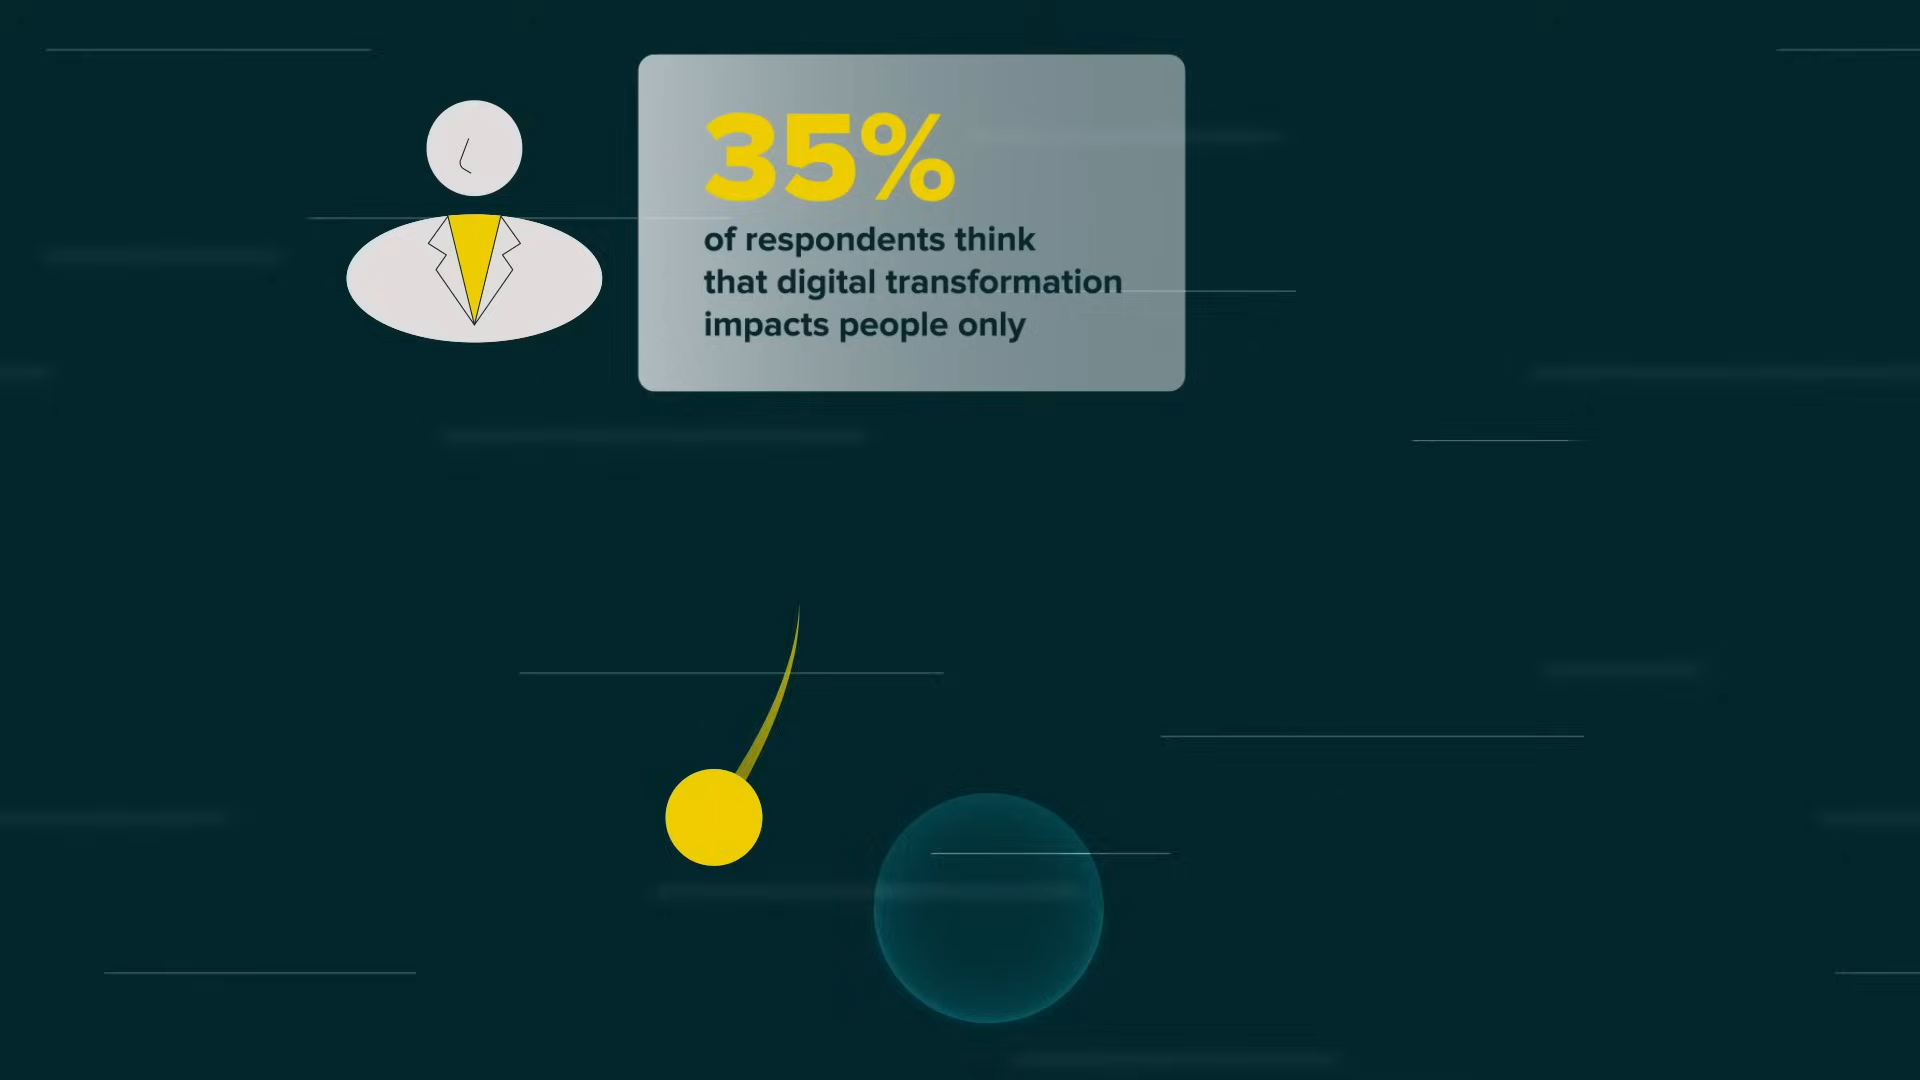 35%
of respondents think
that digital transformation
impacts people only